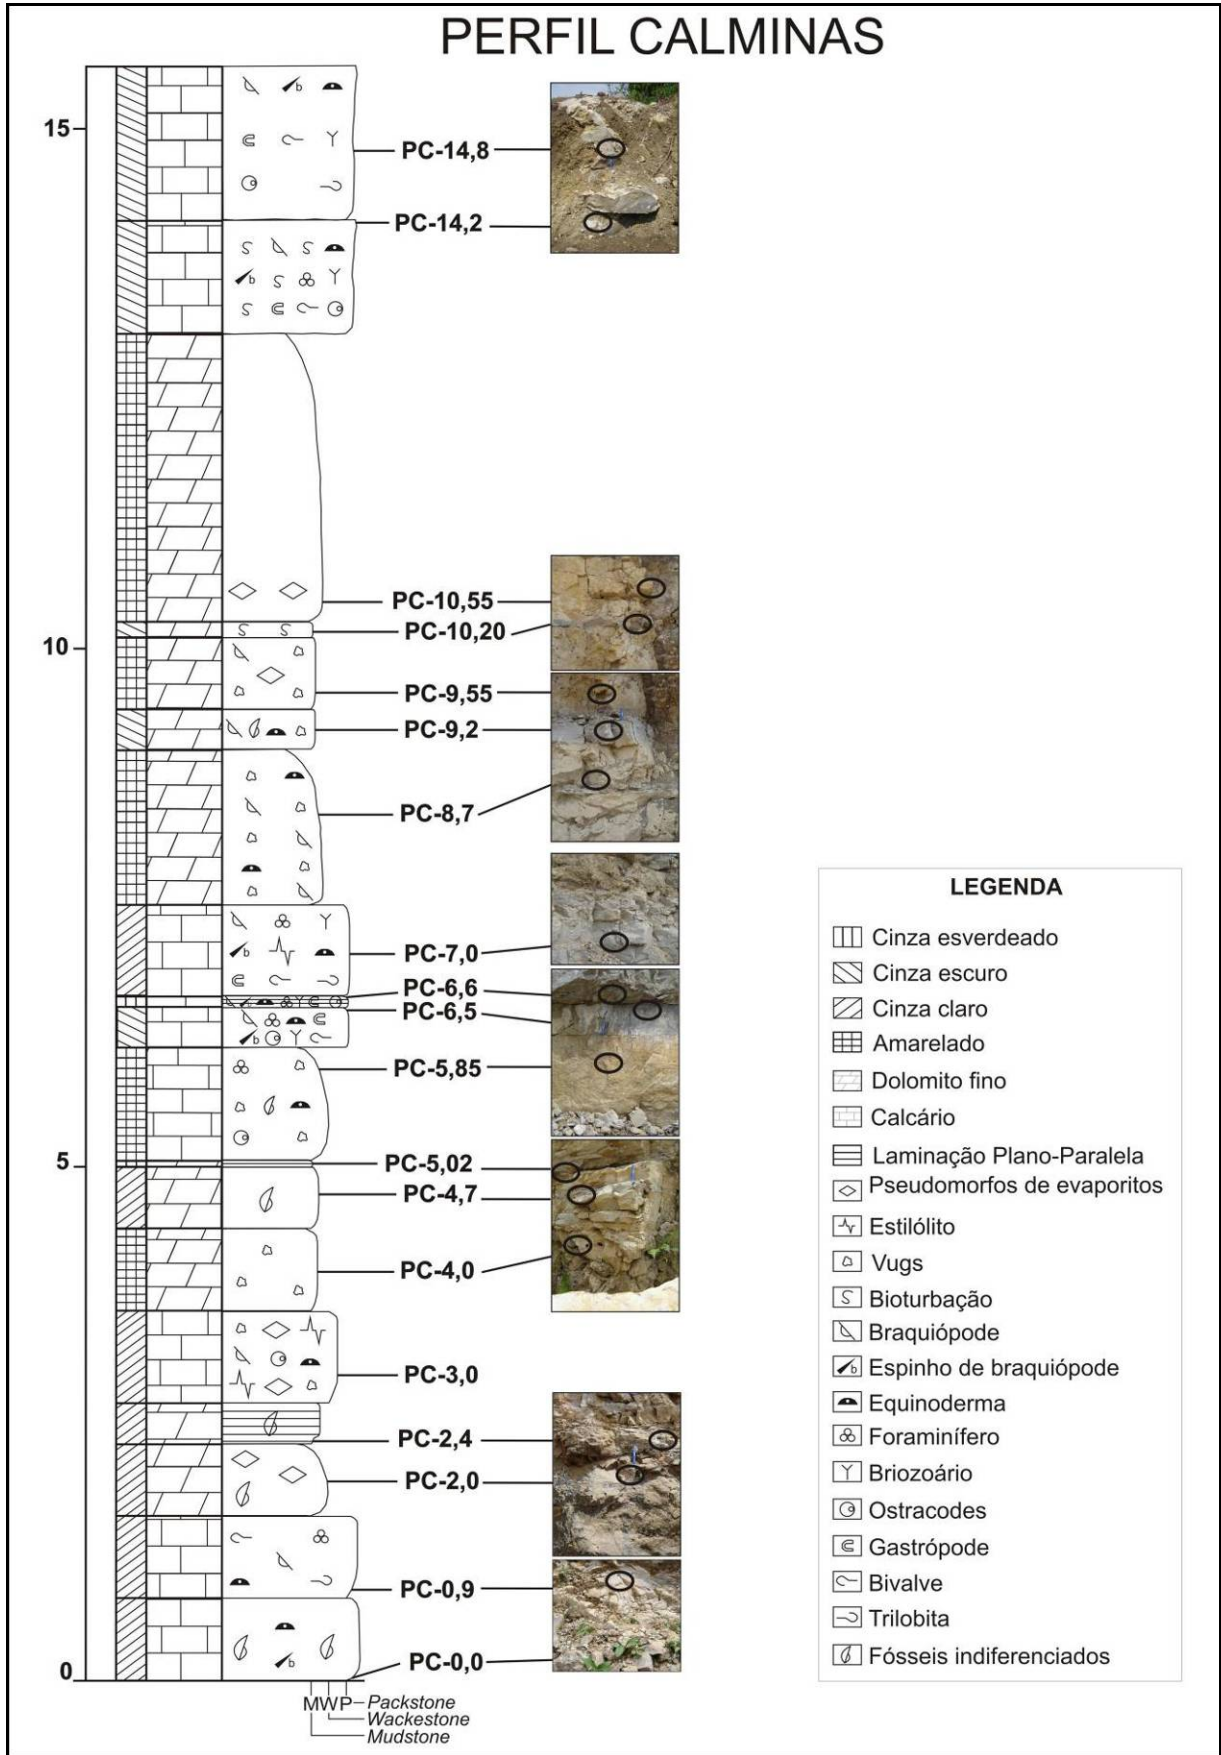 PERFIL CALMINAS
15
PC-14,8
PC-14,2
PC-10,55
PC-10,20
10
PC-9,55
PC-9,2
PC-8,7
PC-7,0
PC-6,6
PC-6,5
PC-5,85
5
PC-5,02
PC-4,7
PC-4,0
PC-3,0
PC-2,4
PC-2,0
PC-0,9
PC-0,0
0
MWP Packstone
Wackestone
Mudstone
LEGENDA
Cinza esverdeado
Cinza escuro
Cinza claro
Amarelado
Dolomito fino
Calcário
Laminação Plano-Paralela
Pseudomorfos de evaporitos
Estilólito
Vugs
Bioturbação
Braquiópode
b Espinho de braquiópode
Equinoderma
Foraminífero
Briozoário
Ostracodes
Gastrópode
Bivalve
Trilobita
Fósseis indiferenciados